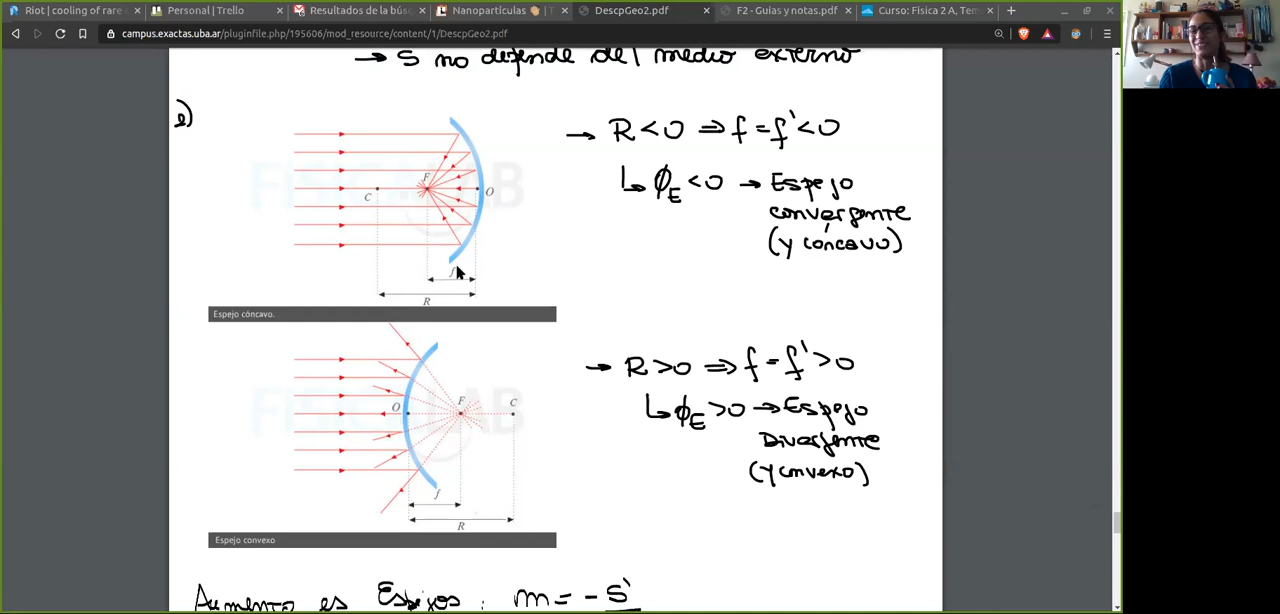 Riot | cooling of rare e
Personal | Trello
Resultados de la búsc
Nanopartículas 👏🏼 | T
DescpGeo2.pdf
F2 - Guías y notas.pdf
Curso: Física 2 A, Tem
campus.exactas.uba.ar/pluginfile.php/195606/mod_resource/content/1/DescpGeo2.pdf
→ S no depende del medio externo
e)
→ R < 0 ⇒ f = f' < 0
↳ ϕE < 0 → Espejo
convergente
(y cóncavo)
C
F
O
f
R
Espejo cóncavo.
→ R > 0 ⇒ f = f' > 0
↳ ϕE > 0 → Espejo
Divergente
(y convexo)
O
F
C
f
R
Espejo convexo
Aumento es Espejos : m = - S'